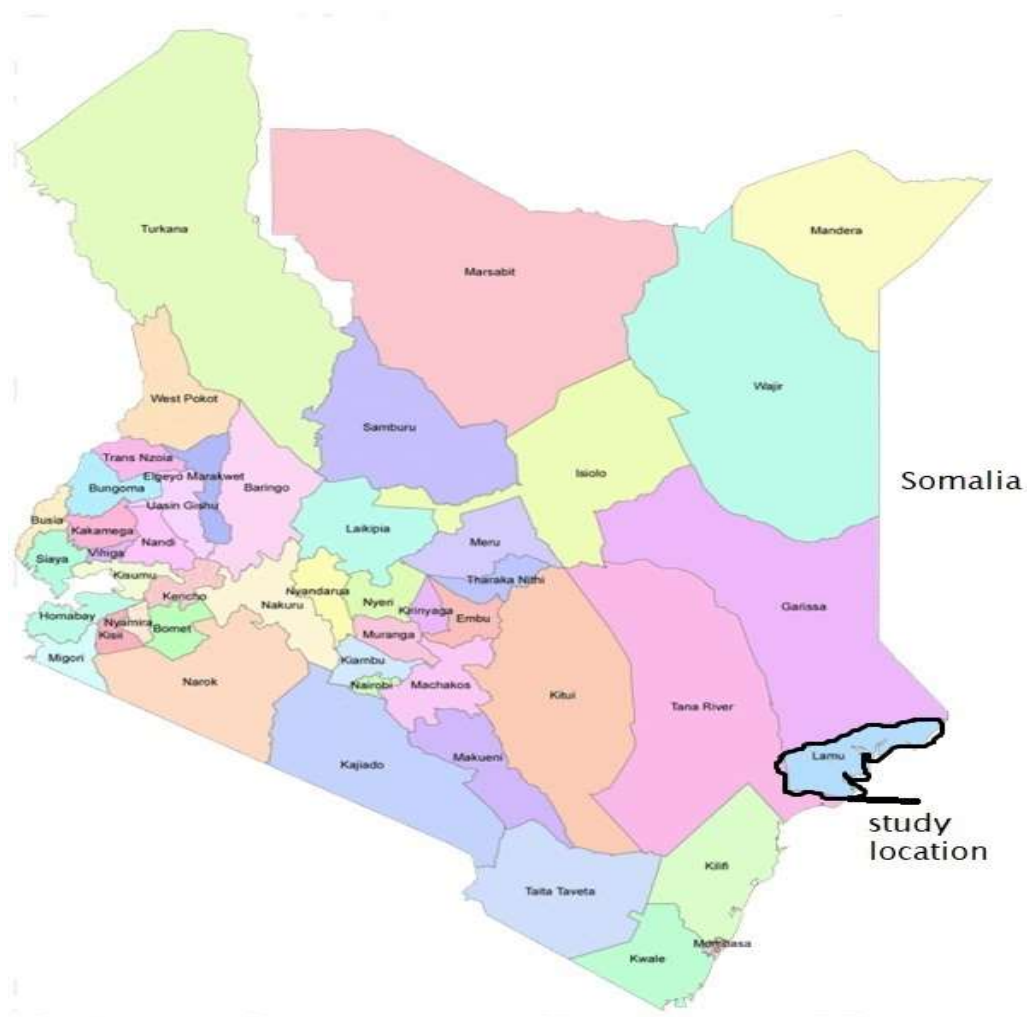 Turkana
Mandera
Marsabit
Wajir
West Pokot
Samburu
Trans Nzoia
Isiolo
Elgeyo Marakwet
Somalia
Bungoma
Baringo
Uasin Gishu
Busia
Laikipia
Kakamega
Nandi
Meru
Vihiga
Siaya
Kisumu
Tharaka Nithi
Nyandarua
Kericho
Nyeri
Nakuru
Garissa
Kirinyaga
Homabay
Embu
Nyamira
Bomet
Muranga
Kisii
Migori
Kiambu
Narok
Nairobi
Machakos
Kitui
Tana River
Makueni
Lamu
Kajiado
study
location
Kilifi
Taita Taveta
Mombasa
Kwale